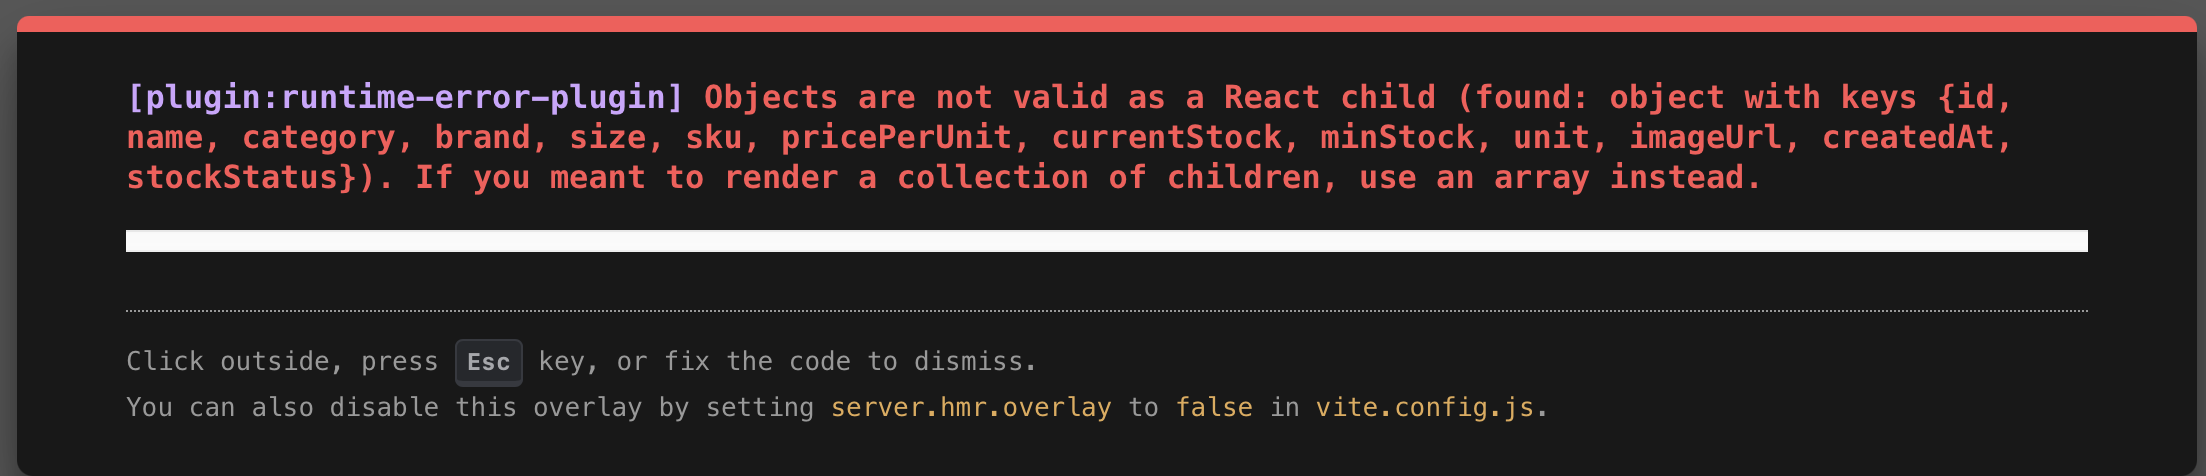 [plugin:runtime-error-plugin] Objects are not valid as a React child (found: object with keys {id,
name, category, brand, size, sku, pricePerUnit, currentStock, minStock, unit, imageUrl, createdAt,
stockStatus}). If you meant to render a collection of children, use an array instead.
Click outside, press Esc key, or fix the code to dismiss.
You can also disable this overlay by setting server.hmr.overlay to false in vite.config.js.